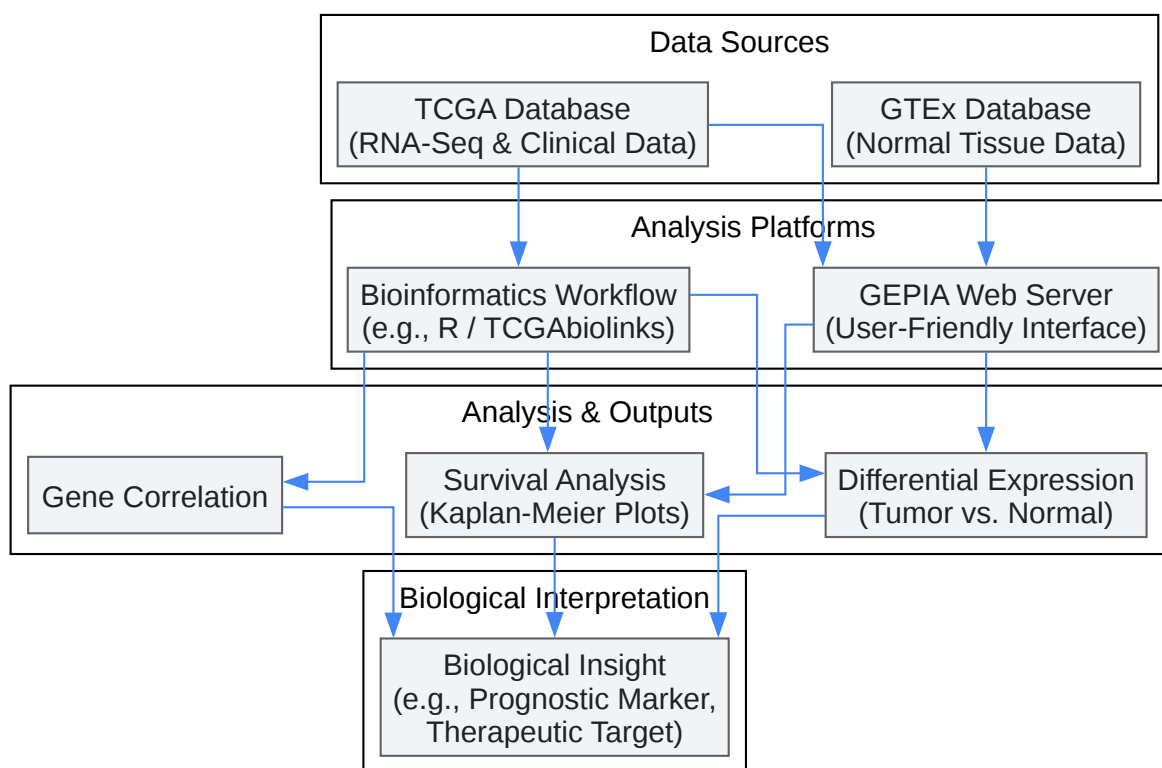 Data Sources
TCGA Database
(RNA-Seq & Clinical Data)
GTEx Database
(Normal Tissue Data)
Analysis Platforms
Bioinformatics Workflow
(e.g., R / TCGAbiolinks)
GEPIA Web Server
(User-Friendly Interface)
Analysis & Outputs
Gene Correlation
Survival Analysis
(Kaplan-Meier Plots)
Differential Expression
(Tumor vs. Normal)
Biological Interpretation
Biological Insight
(e.g., Prognostic Marker,
Therapeutic Target)